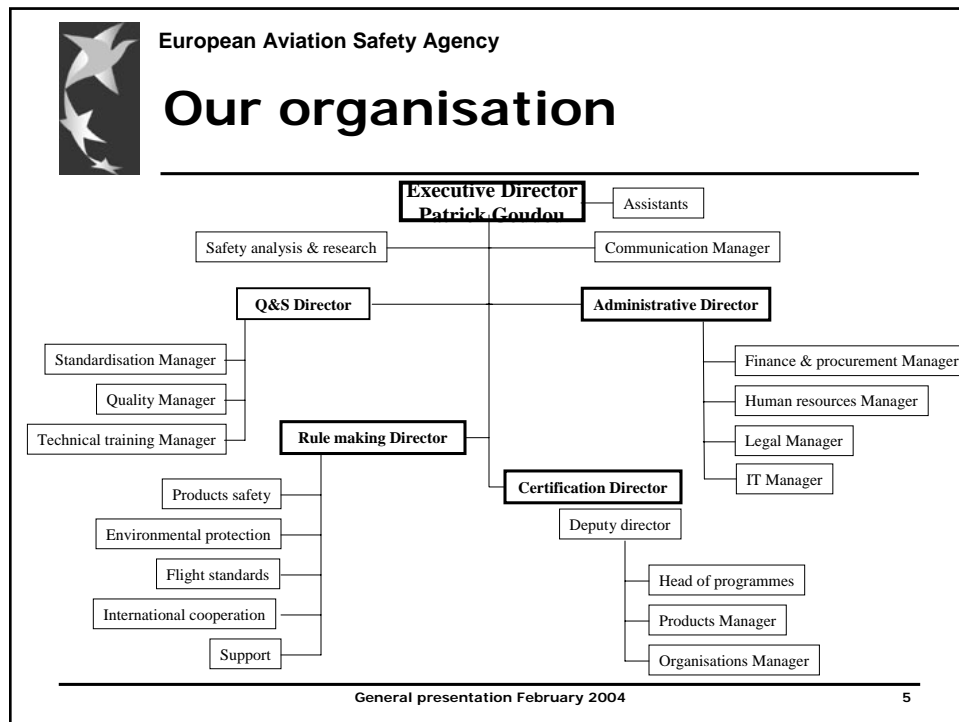 European Aviation Safety Agency
Our organisation
Executive Director
Patrick Goudou
Assistants
Safety analysis & research
Communication Manager
Q&S Director
Administrative Director
Standardisation Manager
Quality Manager
Technical training Manager
Finance & procurement Manager
Human resources Manager
Legal Manager
IT Manager
Rule making Director
Products safety
Environmental protection
Flight standards
International cooperation
Support
Certification Director
Deputy director
Head of programmes
Products Manager
Organisations Manager
General presentation February 2004
5